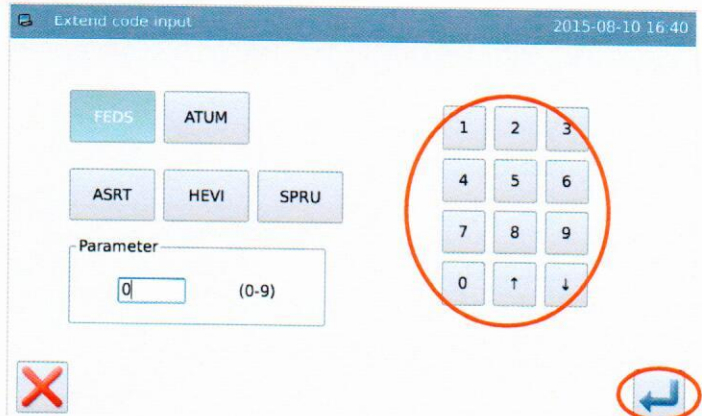 Extend code input 2015-08-10 16:40
FEDS ATUM
1 2 3
ASRT HEVI SPRU
4 5 6
Parameter
7 8 9
0 (0-9)
0 ↑ ↓